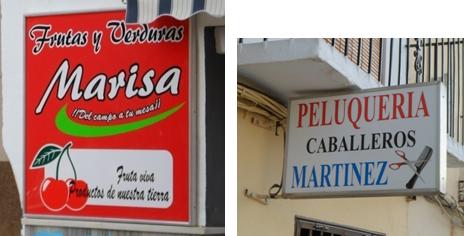 Frutas y Verduras
Marisa
¡¡Del campo a tu mesa!!
Fruta viva
Productos de nuestra tierra
PELUQUERIA
CABALLEROS
MARTINEZ